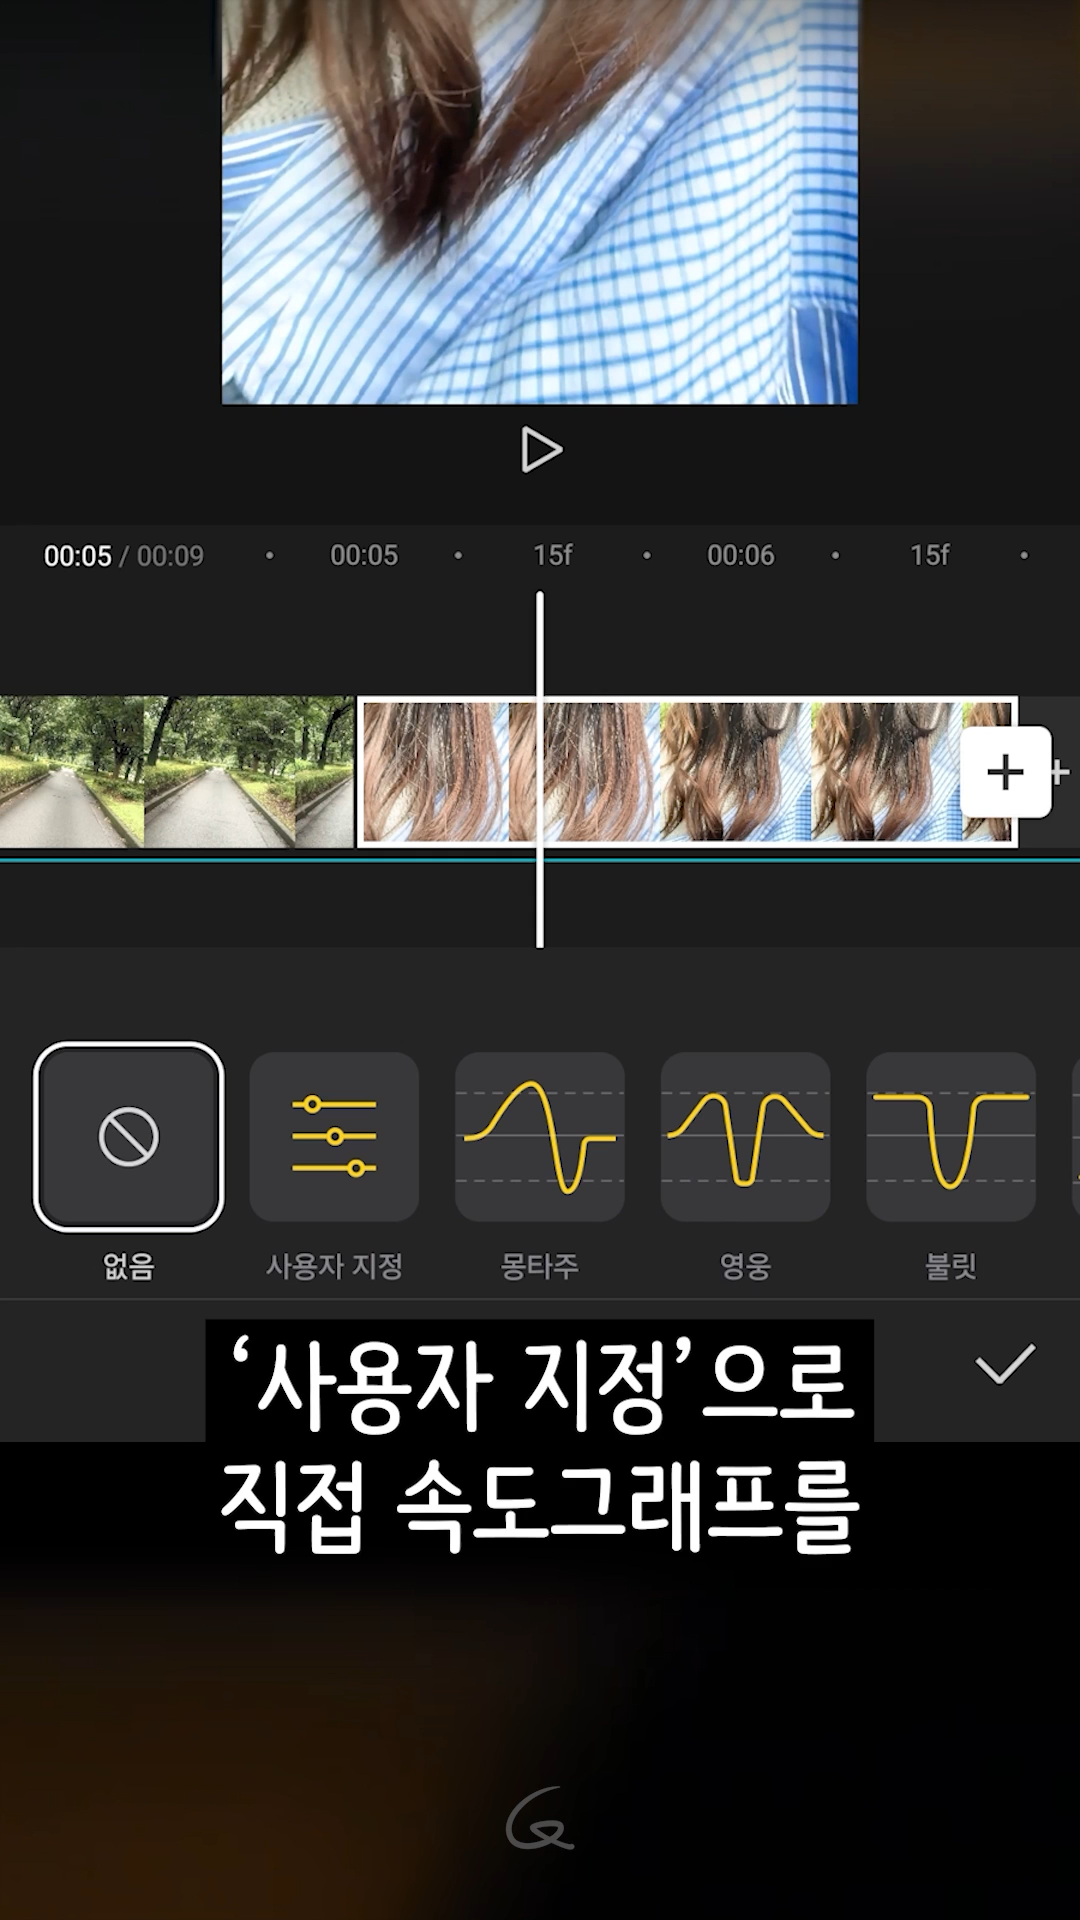 00:05 / 00:09 00:05 15f 00:06 15f
없음 사용자 지정 몽타주 영웅 불릿
‘사용자 지정’으로
직접 속도그래프를